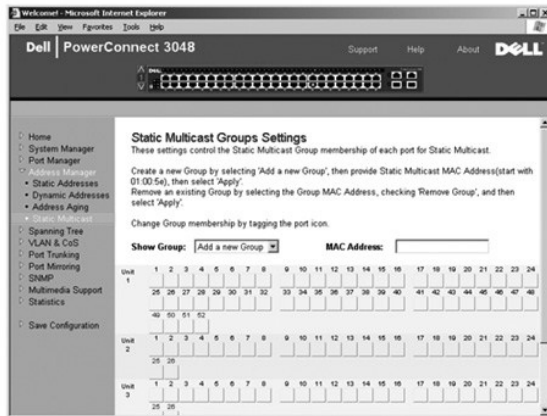 Welcome! - Microsoft Internet Explorer
File Edit View Favorites Tools Help
Dell | PowerConnect 3048
Support Help About DELL
Home
System Manager
Port Manager
Address Manager
Static Addresses
Dynamic Addresses
Address Aging
Static Multicast
Spanning Tree
VLAN & CoS
Port Trunking
Port Mirroring
SNMP
Multimedia Support
Statistics
Save Configuration
Static Multicast Groups Settings
These settings control the Static Multicast Group membership of each port for Static Multicast.
Create a new Group by selecting 'Add a new Group', then provide Static Multicast MAC Address(start with
01:00:5e), then select 'Apply'.
Remove an existing Group by selecting the Group MAC Address, checking 'Remove Group', and then
select 'Apply'.
Change Group membership by tagging the port icon.
Show Group: Add a new Group MAC Address:
Unit 1
1 2 3 4 5 6 7 8 9 10 11 12 13 14 15 16 17 18 19 20 21 22 23 24
25 26 27 28 29 30 31 32 33 34 35 36 37 38 39 40 41 42 43 44 45 46 47 48
49 50 51 52
Unit 2
1 2 3 4 5 6 7 8 9 10 11 12 13 14 15 16 17 18 19 20 21 22 23 24
25 26
Unit 3
1 2 3 4 5 6 7 8 9 10 11 12 13 14 15 16 17 18 19 20 21 22 23 24
25 26